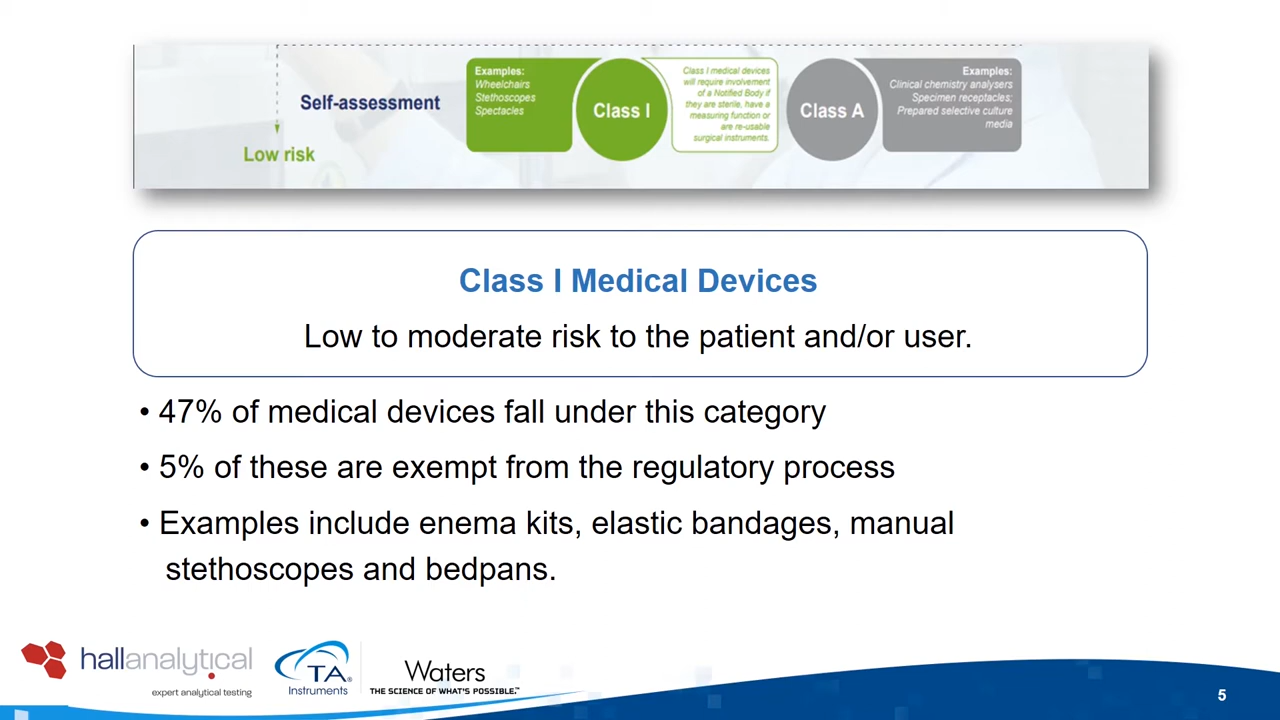 Self-assessment
Low risk
Examples:
Wheelchairs
Stethoscopes
Spectacles
Class I
Class I medical devices
will require involvement
of a Notified Body if
they are sterile, have a
measuring function or
are re-usable
surgical instruments.
Class A
Examples:
Clinical chemistry analysers
Specimen receptacles;
Prepared selective culture
media
Class I Medical Devices
Low to moderate risk to the patient and/or user.
• 47% of medical devices fall under this category
• 5% of these are exempt from the regulatory process
• Examples include enema kits, elastic bandages, manual
stethoscopes and bedpans.
hallanalytical
expert analytical testing
TA®
Instruments
Waters
THE SCIENCE OF WHAT'S POSSIBLE.™
5